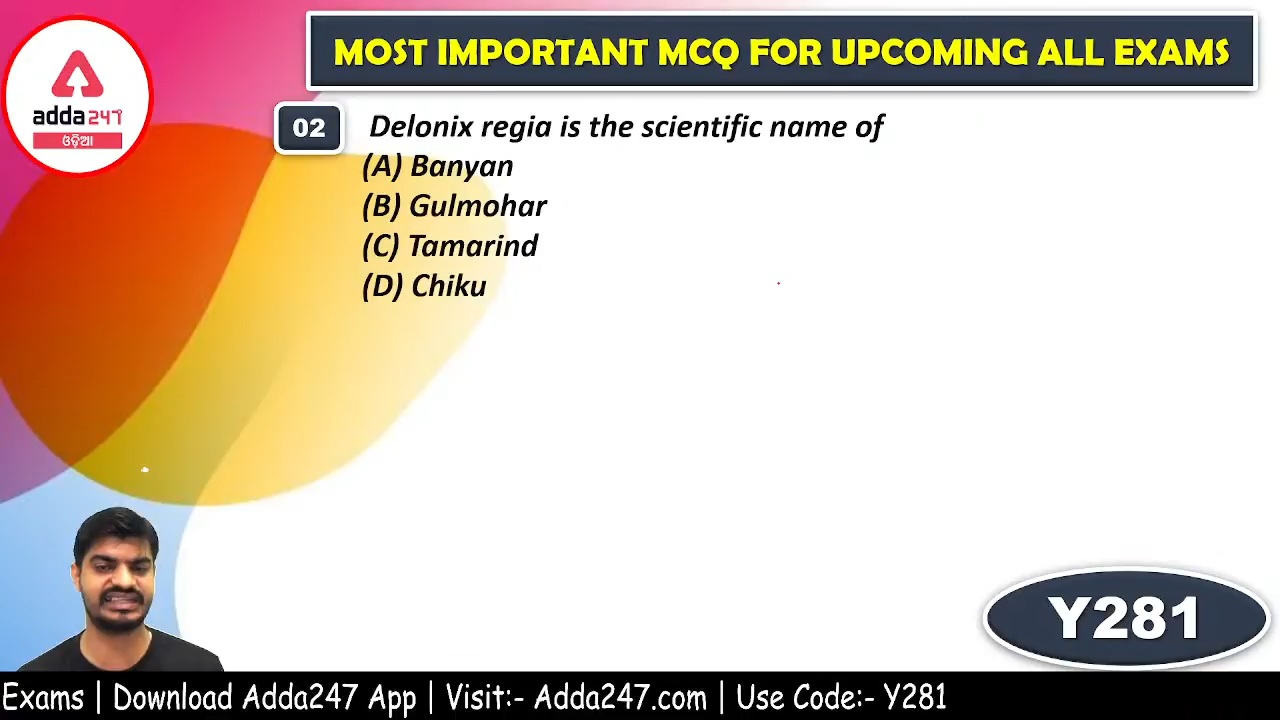 MOST IMPORTANT MCQ FOR UPCOMING ALL EXAMS
adda247
ଓଡ଼ିଆ
02
Delonix regia is the scientific name of
(A) Banyan
(B) Gulmohar
(C) Tamarind
(D) Chiku
Y281
Exams | Download Adda247 App | Visit:- Adda247.com | Use Code:- Y281